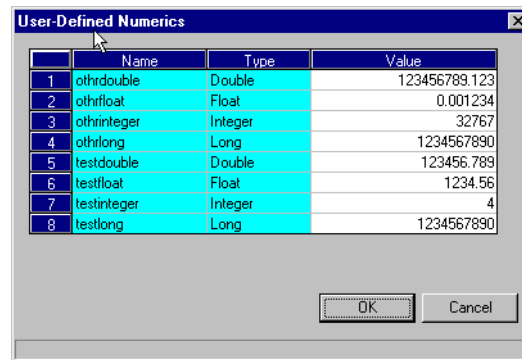 User-Defined Numerics
Name Type Value
1 othrdouble Double 123456789.123
2 othrfloat Float 0.001234
3 othrinteger Integer 32767
4 othrlong Long 1234567890
5 testdouble Double 123456.789
6 testfloat Float 1234.56
7 testinteger Integer 4
8 testlong Long 1234567890
OK Cancel